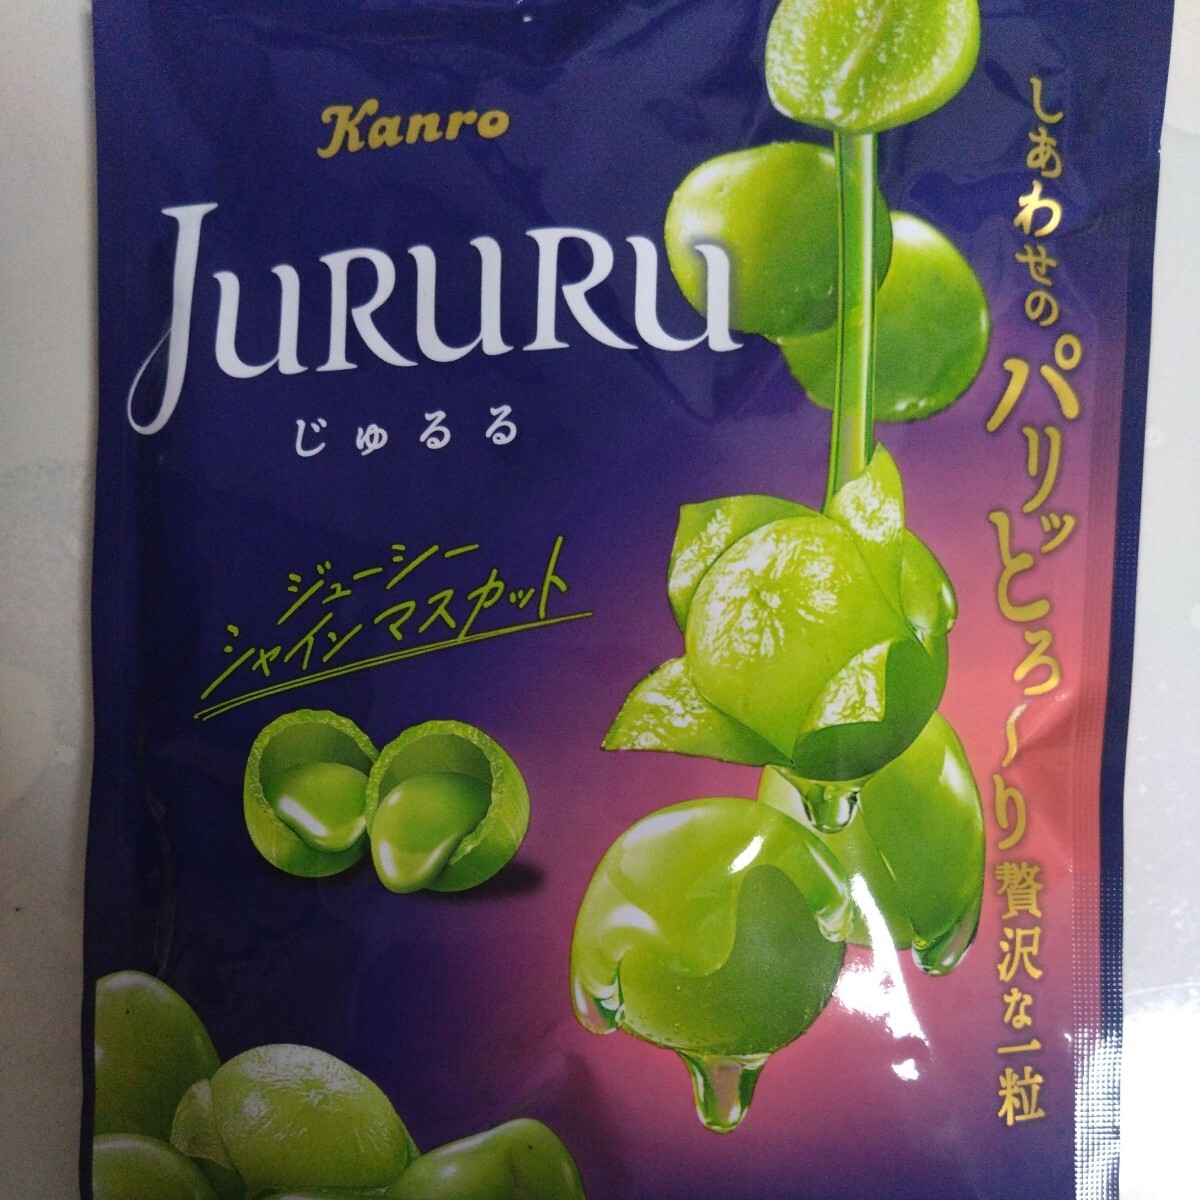 Kanro
JURURU
じゅるる
ジューシー
シャインマスカット
しあわせのパリッとろ〜り贅沢な一粒